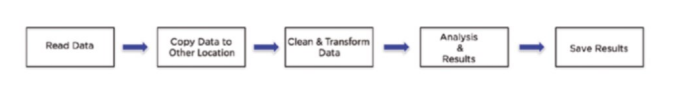 Read Data
Copy Data to
Other Location
Clean & Transform
Data
Analysis
&
Results
Save Results